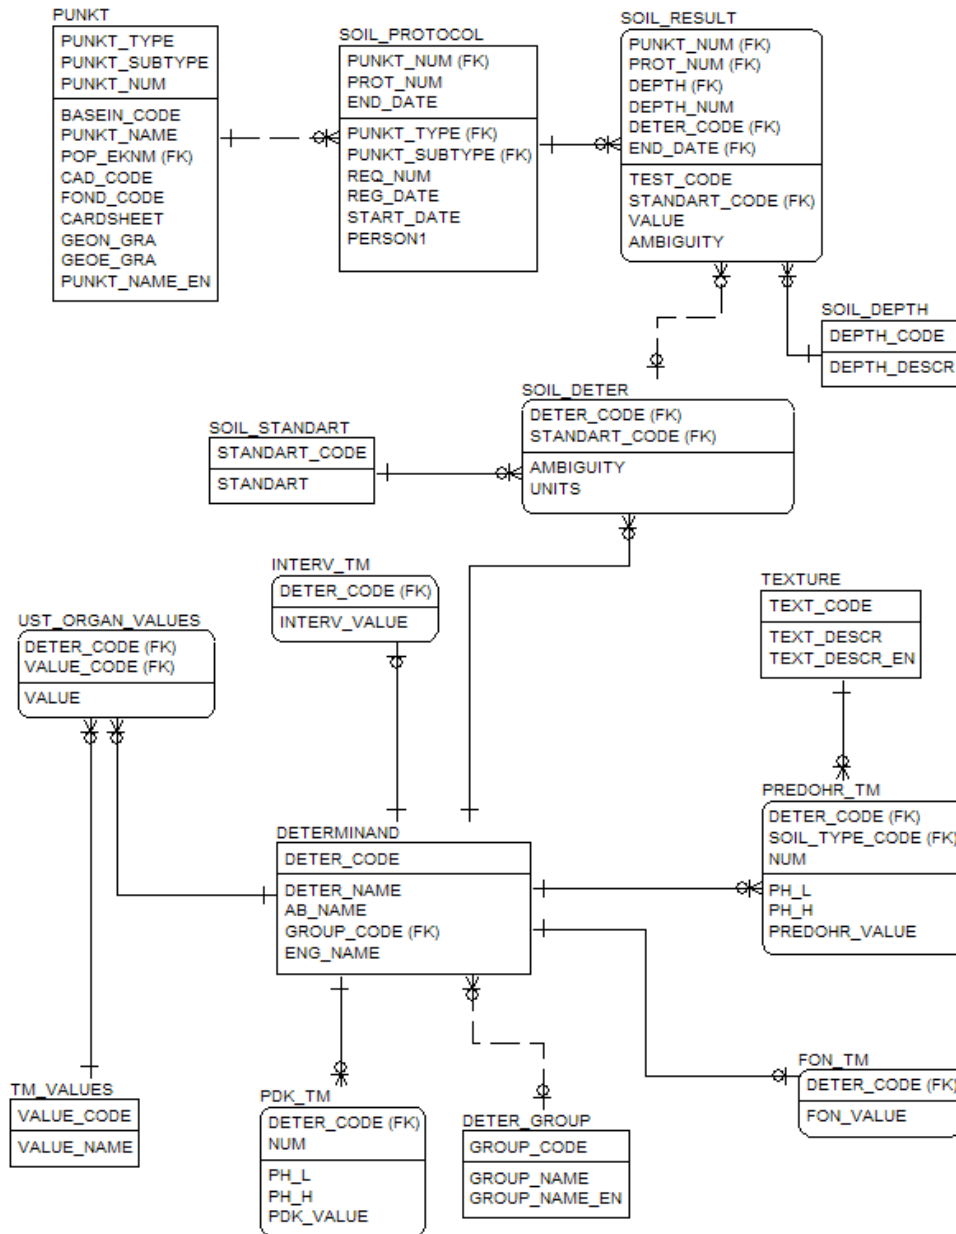 PUNKT
PUNKT_TYPE
PUNKT_SUBTYPE
PUNKT_NUM
BASEIN_CODE
PUNKT_NAME
POP_EKNM (FK)
CAD_CODE
FOND_CODE
CARDSHEET
GEON_GRA
GEOE_GRA
PUNKT_NAME_EN
SOIL_PROTOCOL
PUNKT_NUM (FK)
PROT_NUM
END_DATE
PUNKT_TYPE (FK)
PUNKT_SUBTYPE (FK)
REQ_NUM
REG_DATE
START_DATE
PERSON1
SOIL_RESULT
PUNKT_NUM (FK)
PROT_NUM (FK)
DEPTH (FK)
DEPTH_NUM
DETER_CODE (FK)
END_DATE (FK)
TEST_CODE
STANDART_CODE (FK)
VALUE
AMBIGUITY
SOIL_DEPTH
DEPTH_CODE
DEPTH_DESCR
SOIL_DETER
DETER_CODE (FK)
STANDART_CODE (FK)
AMBIGUITY
UNITS
SOIL_STANDART
STANDART_CODE
STANDART
INTERV_TM
DETER_CODE (FK)
INTERV_VALUE
TEXTURE
TEXT_CODE
TEXT_DESCR
TEXT_DESCR_EN
UST_ORGAN_VALUES
DETER_CODE (FK)
VALUE_CODE (FK)
VALUE
PREDOHR_TM
DETER_CODE (FK)
SOIL_TYPE_CODE (FK)
NUM
PH_L
PH_H
PREDOHR_VALUE
DETERMINAND
DETER_CODE
DETER_NAME
AB_NAME
GROUP_CODE (FK)
ENG_NAME
FON_TM
DETER_CODE (FK)
FON_VALUE
TM_VALUES
VALUE_CODE
VALUE_NAME
PDK_TM
DETER_CODE (FK)
NUM
PH_L
PH_H
PDK_VALUE
DETER_GROUP
GROUP_CODE
GROUP_NAME
GROUP_NAME_EN